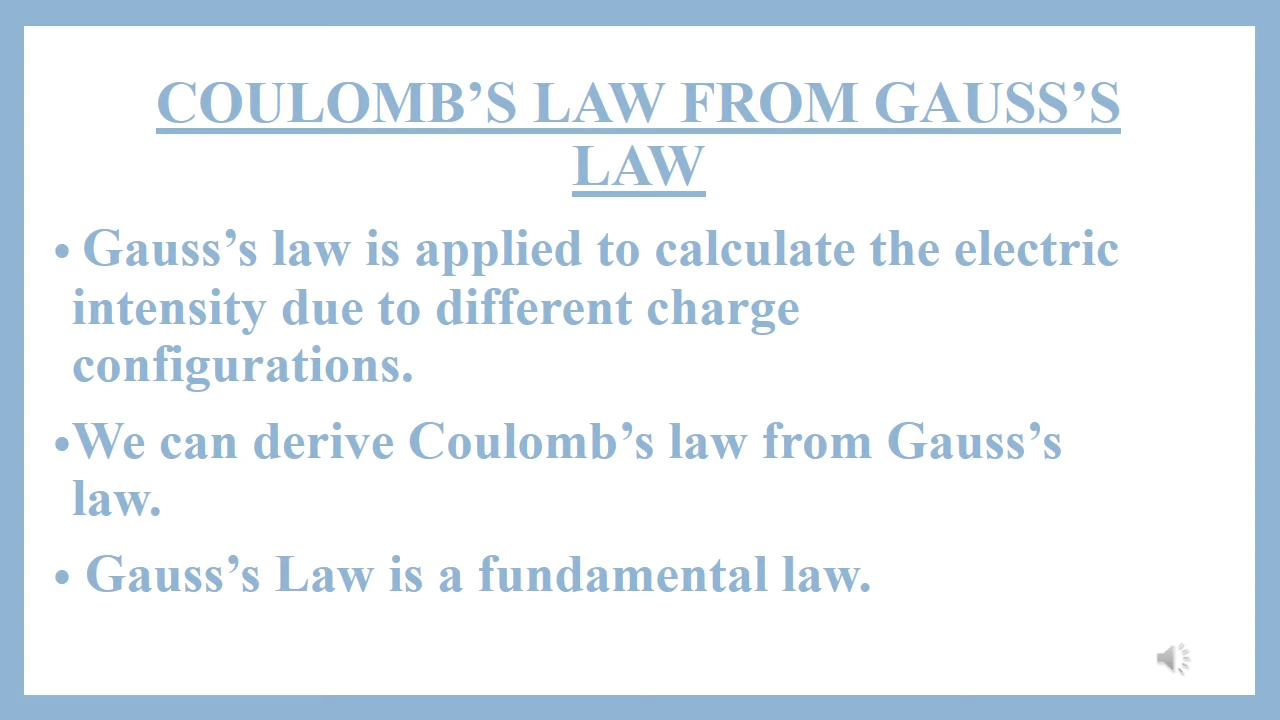 COULOMB’S LAW FROM GAUSS’S
LAW
• Gauss’s law is applied to calculate the electric
intensity due to different charge
configurations.
•We can derive Coulomb’s law from Gauss’s
law.
• Gauss’s Law is a fundamental law.